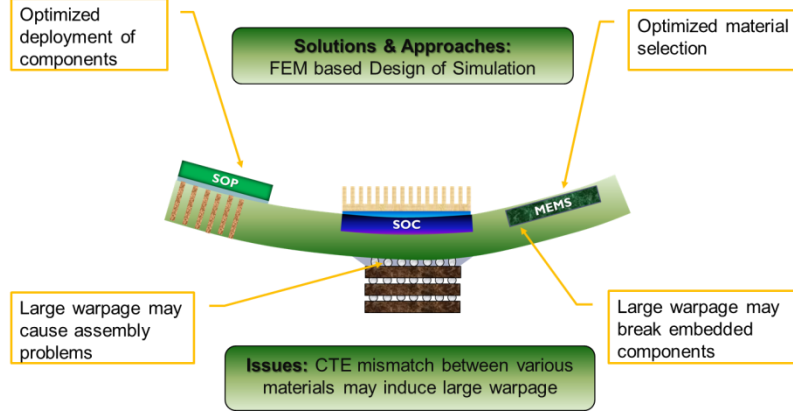 Optimized
deployment of
components
Solutions & Approaches:
FEM based Design of Simulation
Optimized material
selection
SOP
SOC
MEMS
Large warpage may
cause assembly
problems
Large warpage may
break embedded
components
Issues: CTE mismatch between various
materials may induce large warpage